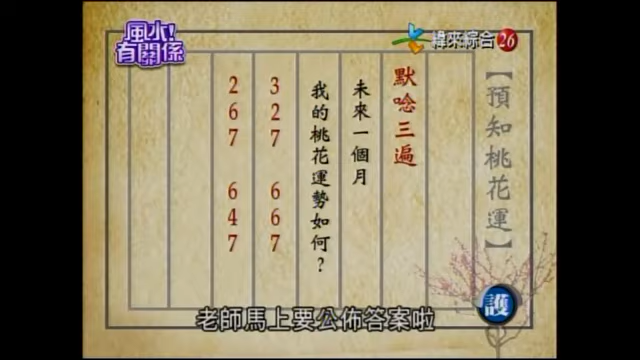 風水!
有關係
緯來綜合26
【預知桃花運】
默唸三遍
未來一個月
我的桃花運勢如何？
327 667
267 647
護
老師馬上要公佈答案啦